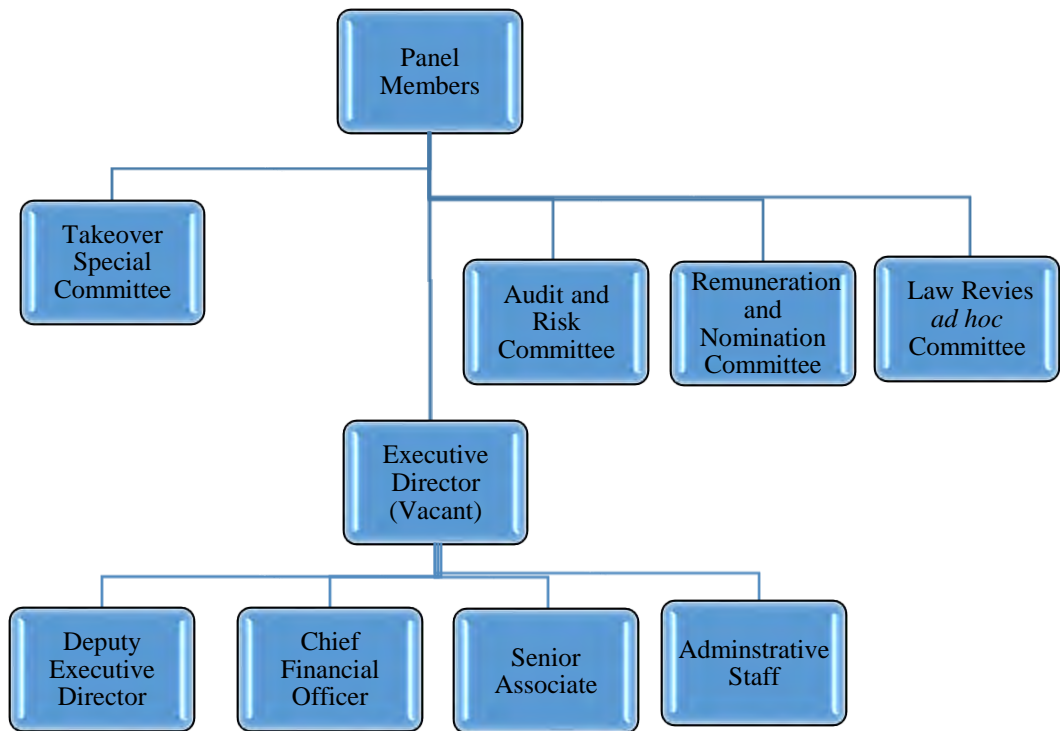 Panel
Members
Takeover
Special
Committee
Audit and
Risk
Committee
Remuneration
and
Nomination
Committee
Law Revies
ad hoc
Committee
Executive
Director
(Vacant)
Deputy
Executive
Director
Chief
Financial
Officer
Senior
Associate
Adminstrative
Staff